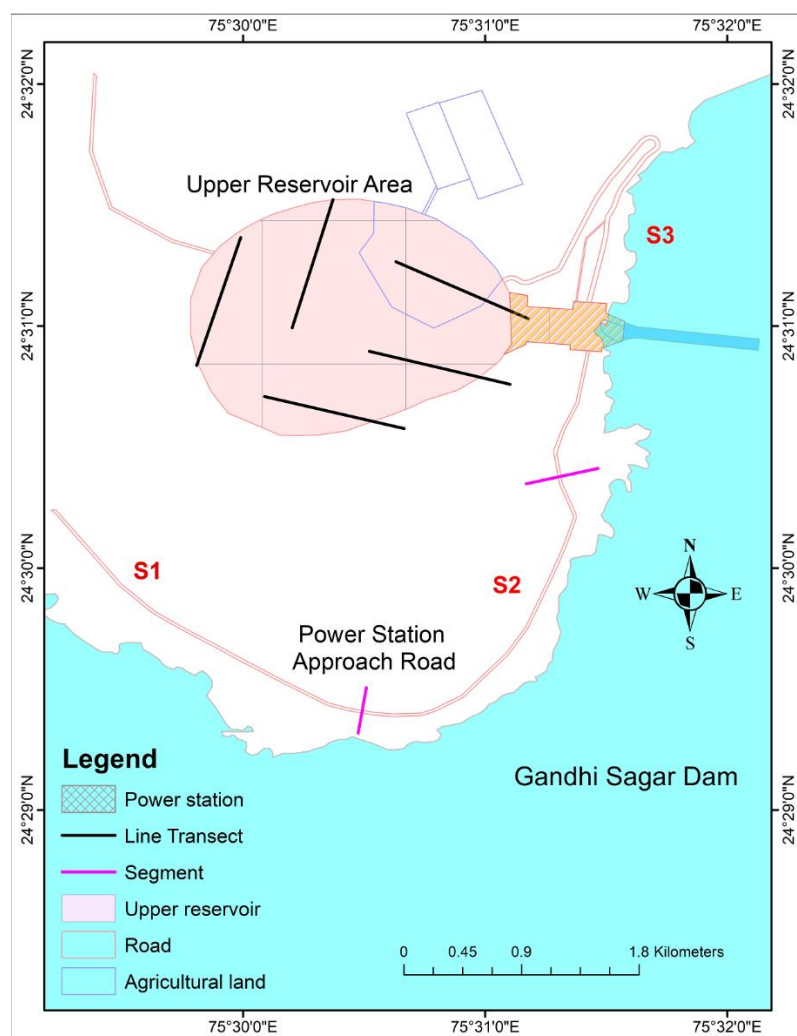 75°30'0"E 75°31'0"E 75°32'0"E
24°32'0"N 24°32'0"N
Upper Reservoir Area
S3
24°31'0"N 24°31'0"N
24°30'0"N 24°30'0"N
S1 S2
N
W E
S
Power Station
Approach Road
Legend
Gandhi Sagar Dam
Power station
24°29'0"N 24°29'0"N
Line Transect
Segment
Upper reservoir
Road
Agricultural land
0 0.45 0.9 1.8 Kilometers
75°30'0"E 75°31'0"E 75°32'0"E